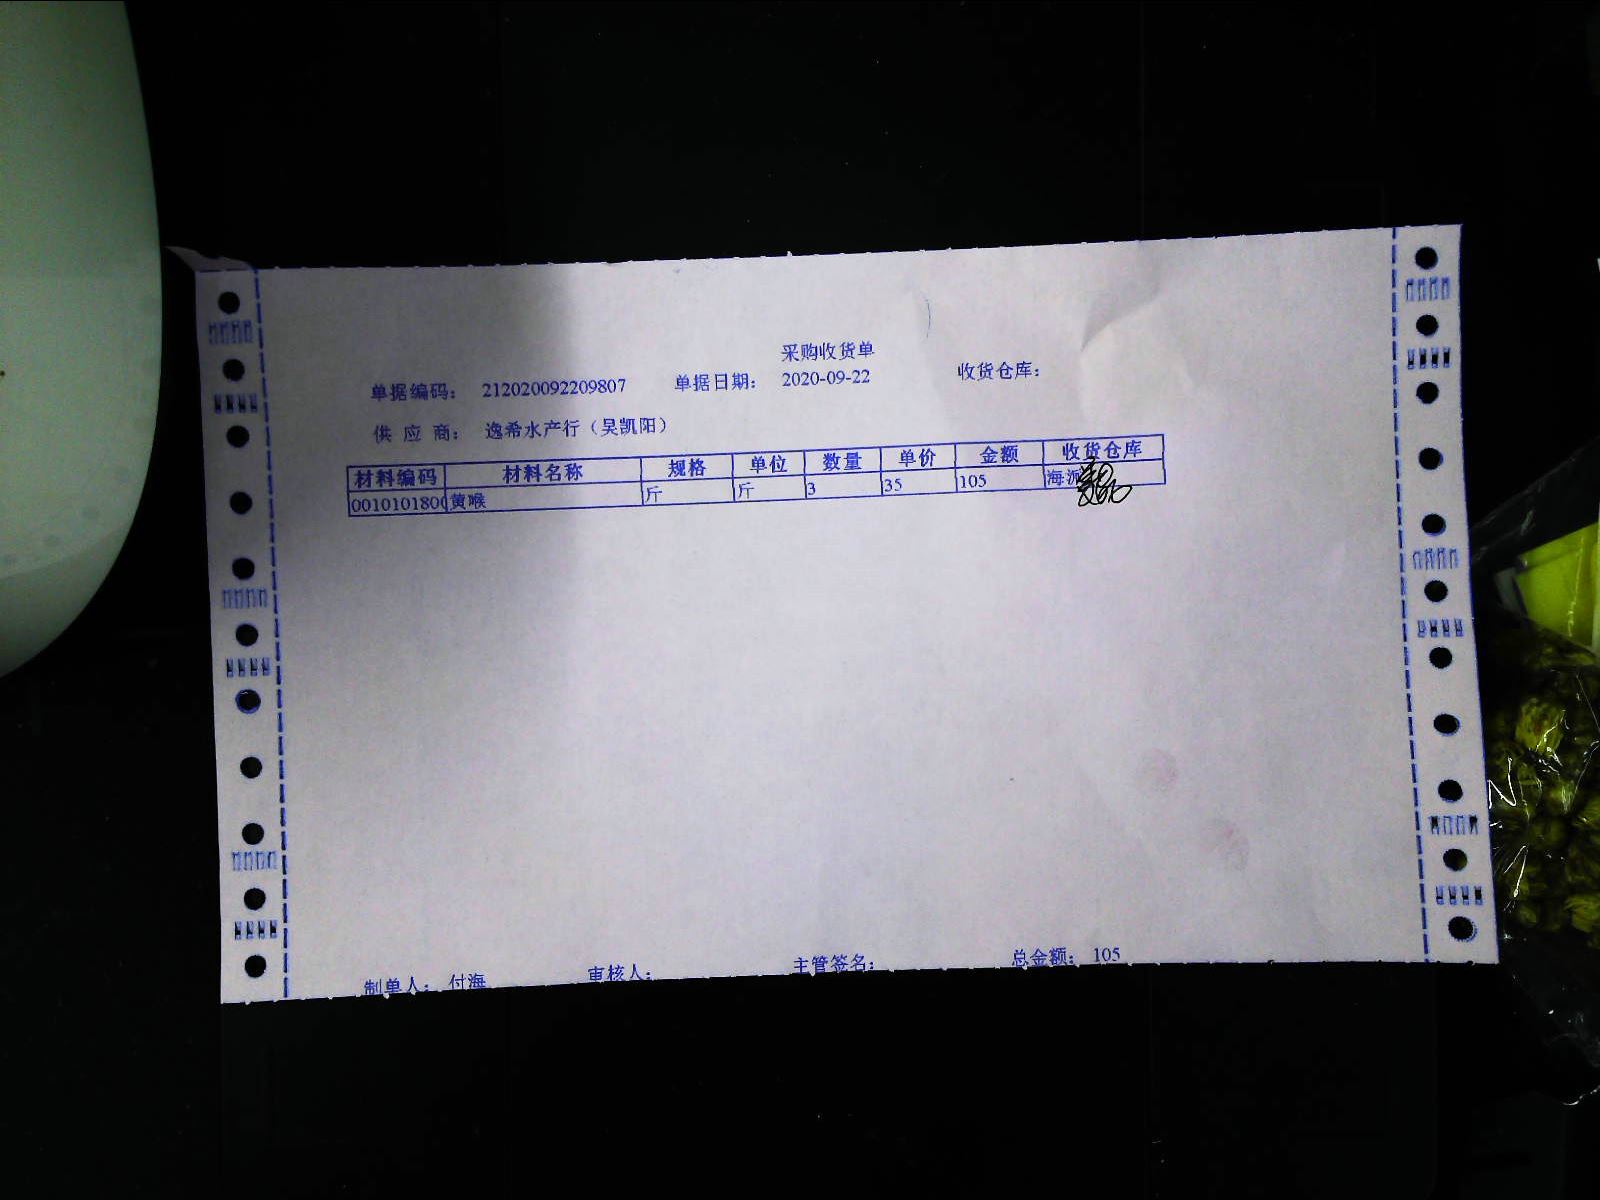 采购收货单
单据编码： 212020092209807 单据日期： 2020-09-22 收货仓库：
供 应 商： 逸希水产行（吴凯阳）
材料编码 材料名称 规格 单位 数量 单价 金额 收货仓库
0010101800 黄喉 斤 斤 3 35 105 海派
制单人： 付海 审核人： 主管签名： 总金额： 105